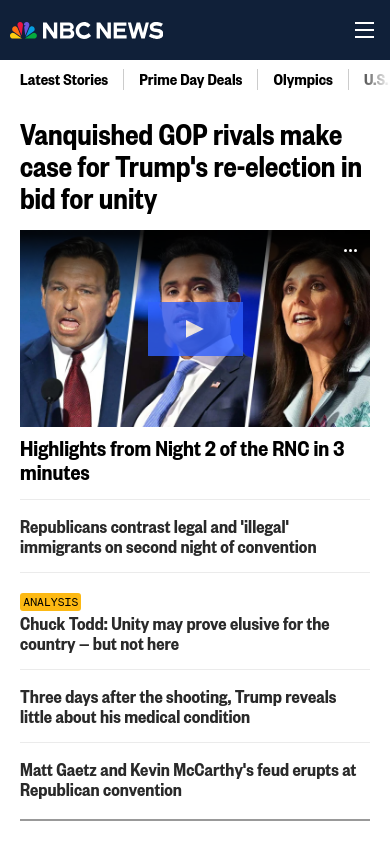 NBC NEWS
Latest Stories
Prime Day Deals
Olympics
U.S.
Vanquished GOP rivals make
case for Trump's re-election in
bid for unity
Highlights from Night 2 of the RNC in 3
minutes
Republicans contrast legal and 'illegal'
immigrants on second night of convention
ANALYSIS
Chuck Todd: Unity may prove elusive for the
country – but not here
Three days after the shooting, Trump reveals
little about his medical condition
Matt Gaetz and Kevin McCarthy's feud erupts at
Republican convention